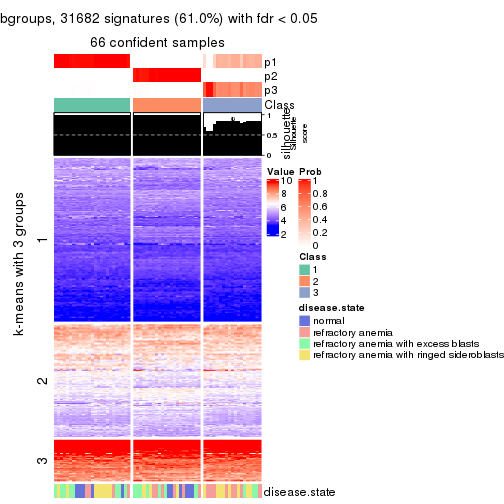 bgroups, 31682 signatures (61.0%) with fdr < 0.05
66 confident samples
p1
p2
p3
Class
1
0.5
0
silhouette
Silhouette
score
k-means with 3 groups
1
2
3
Value
10
8
6
4
2
Prob
1
0.8
0.6
0.4
0.2
0
Class
1
2
3
disease.state
normal
refractory anemia
refractory anemia with excess blasts
refractory anemia with ringed sideroblasts
disease.state